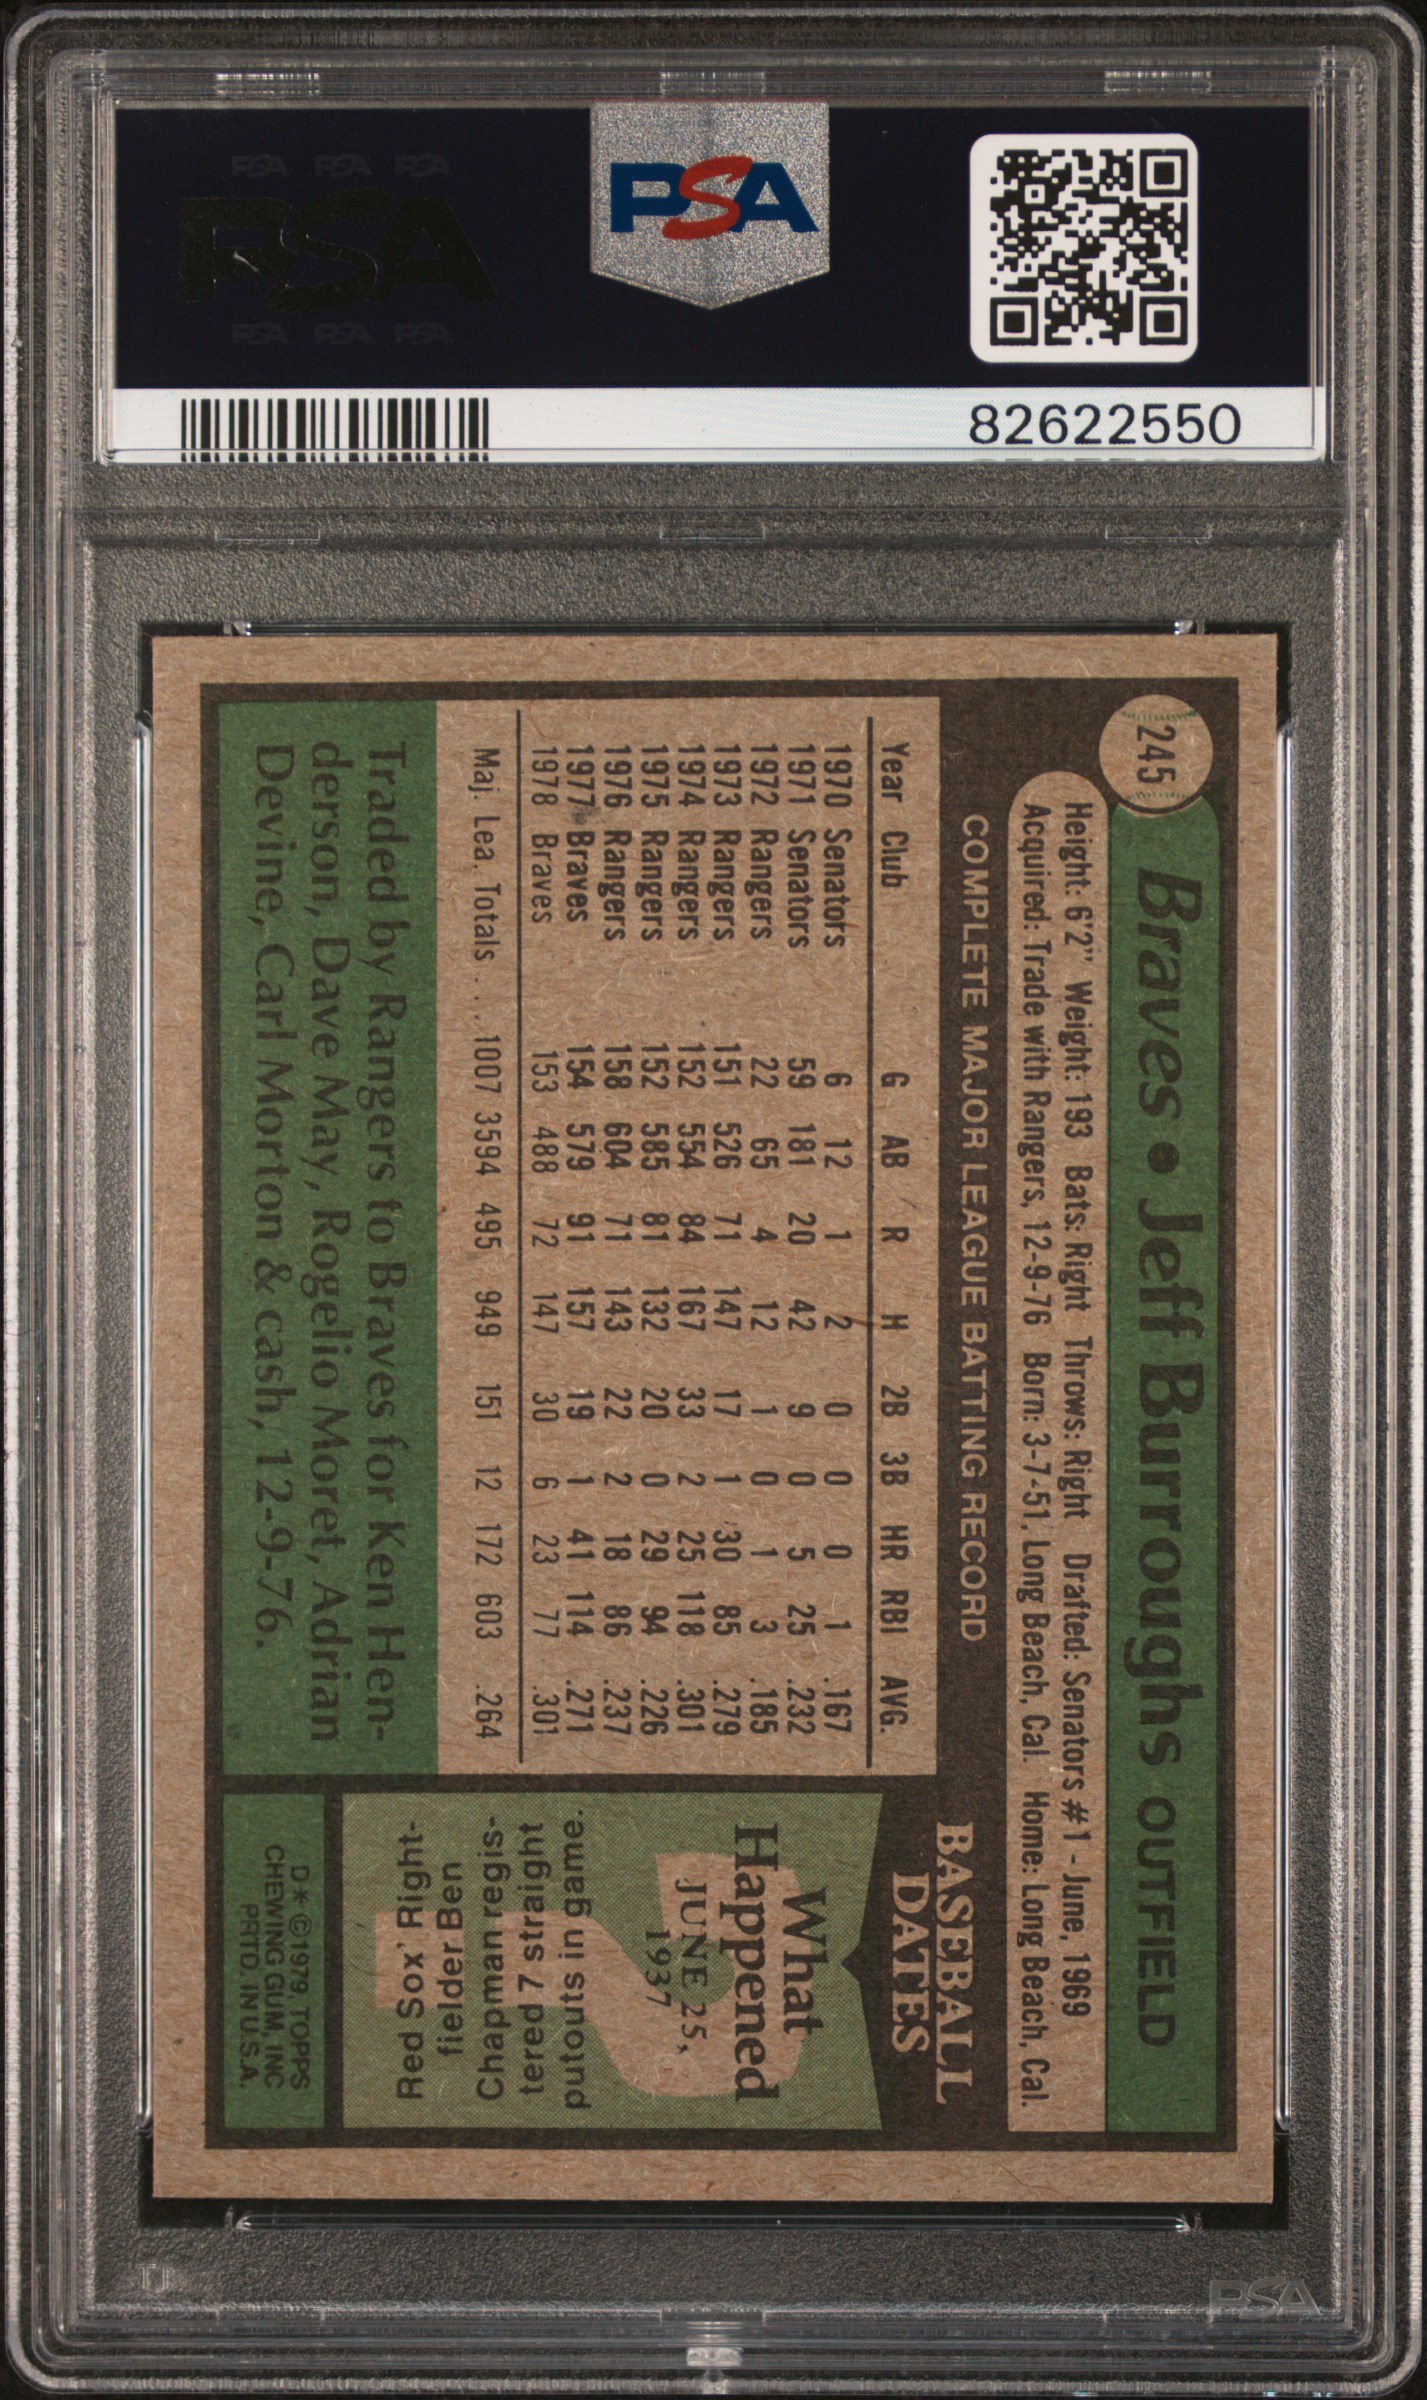 PSA PSA PSA
PSA
PSA PSA PSA
PSA
82622550
245
Braves • Jeff Burroughs OUTFIELD
Height: 6'2" Weight: 193 Bats: Right Throws: Right Drafted: Senators #1 - June, 1969
Acquired: Trade with Rangers, 12-9-76 Born: 3-7-51, Long Beach, Cal. Home: Long Beach, Cal.
COMPLETE MAJOR LEAGUE BATTING RECORD
Year Club G AB R H 2B 3B HR RBI AVG.
1970 Senators 6 12 1 2 0 0 0 1 .167
1971 Senators 59 181 20 42 9 0 5 25 .232
1972 Rangers 22 65 4 12 1 0 1 3 .185
1973 Rangers 151 526 71 147 17 1 30 85 .279
1974 Rangers 152 554 84 167 33 2 25 118 .301
1975 Rangers 152 585 81 132 20 0 29 94 .226
1976 Rangers 158 604 71 143 22 2 18 86 .237
1977 Braves 154 579 91 157 19 1 41 114 .271
1978 Braves 153 488 72 147 30 6 23 77 .301
Maj. Lea. Totals . . . 1007 3594 495 949 151 12 172 603 .264
Traded by Rangers to Braves for Ken Hen-
derson, Dave May, Rogelio Moret, Adrian
Devine, Carl Morton & cash, 12-9-76.
BASEBALL
DATES
What
Happened
JUNE 25,
1937
Red Sox' Right-
fielder Ben
Chapman regis-
tered 7 straight
putouts in game.
D* © 1979, TOPPS
CHEWING GUM, INC
PRTD. IN U.S.A.
TJ
PSA